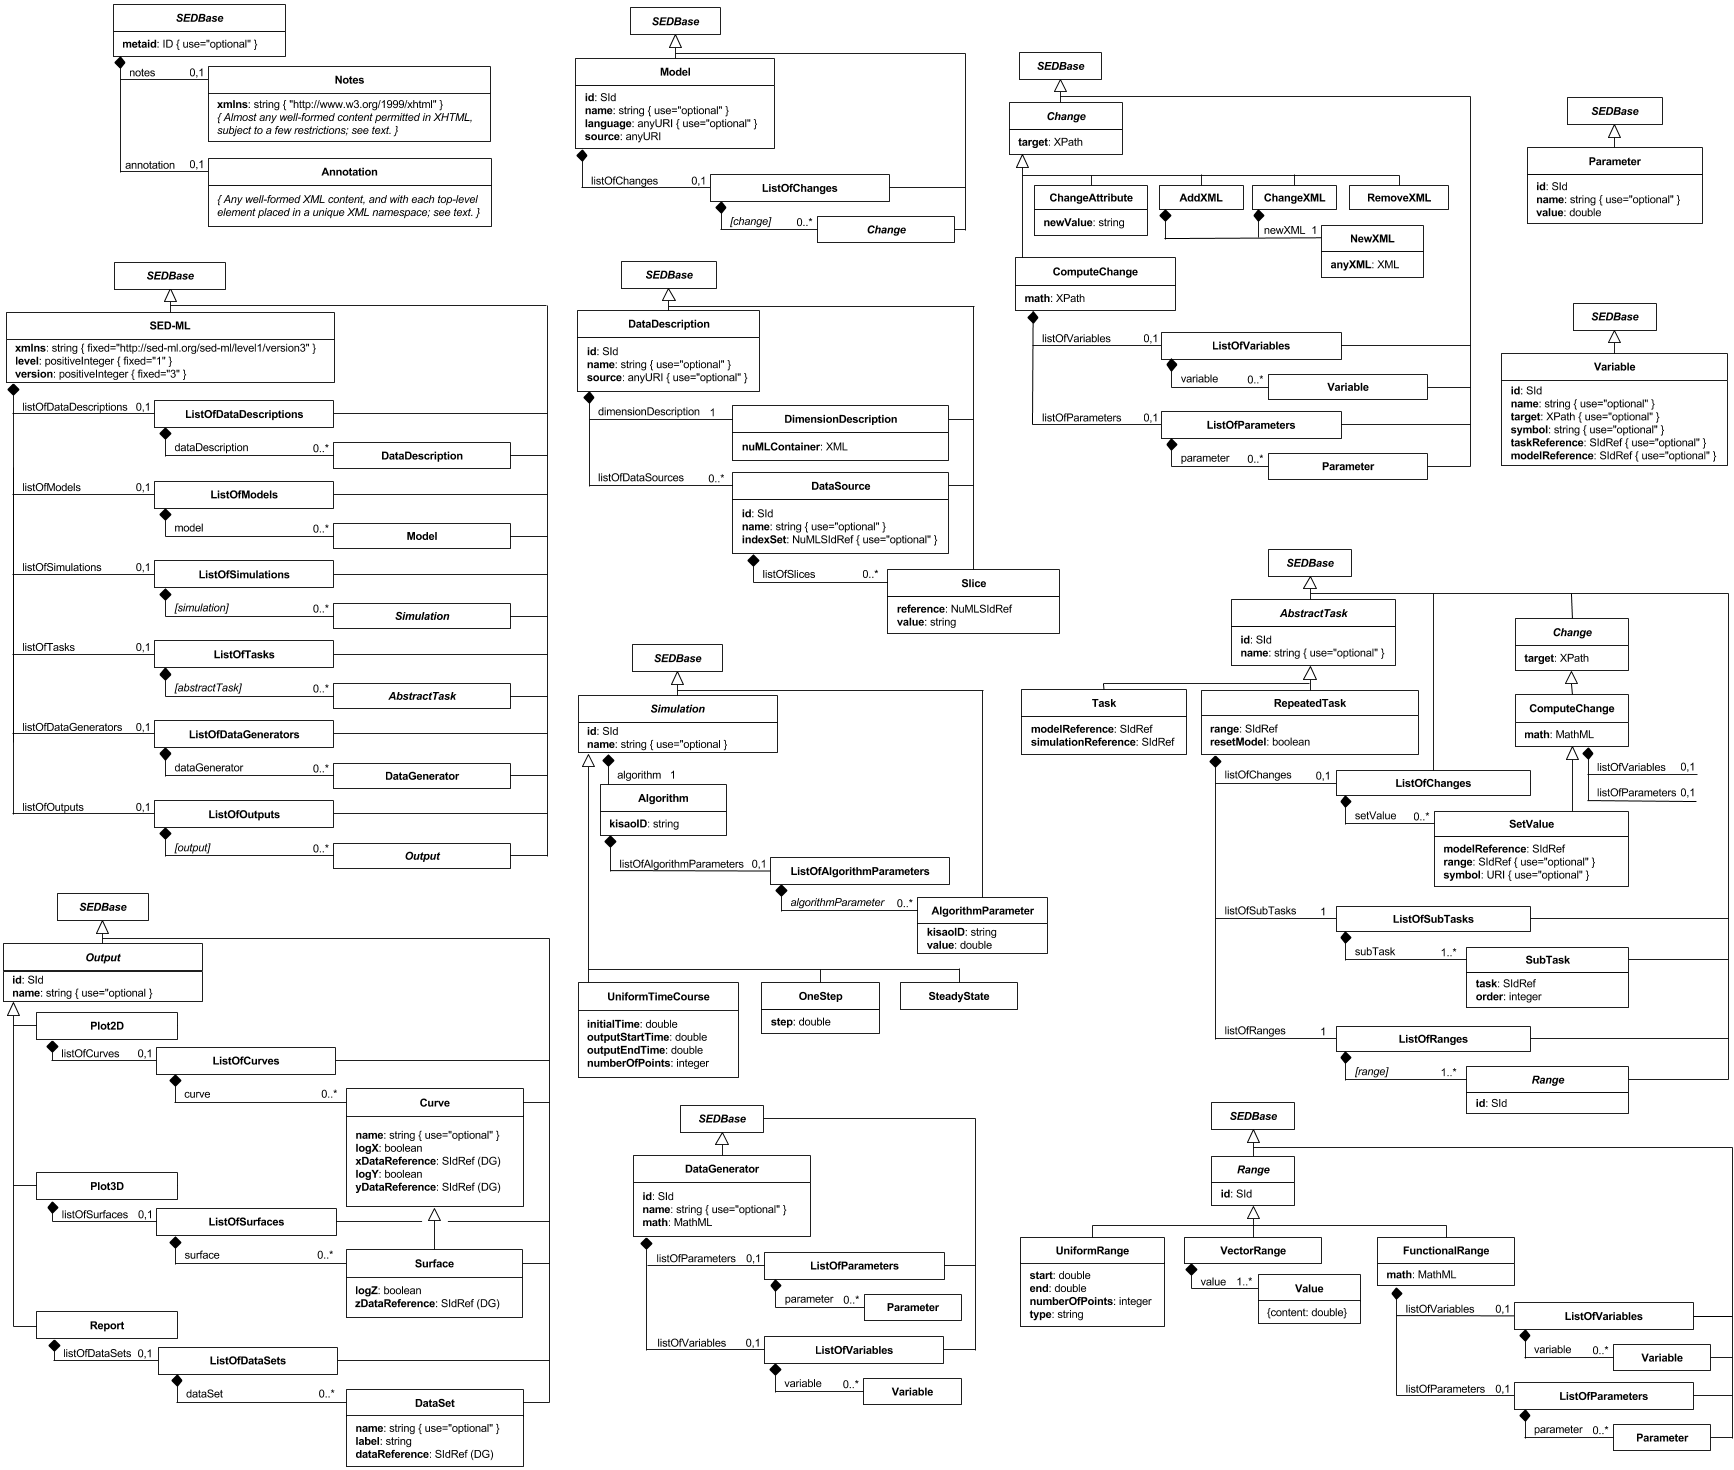 SEDBase
metaid: ID { use="optional" }
notes 0,1
Notes
xmlns: string { "http://www.w3.org/1999/xhtml" }
{ Almost any well-formed content permitted in XHTML,
subject to a few restrictions; see text. }
annotation 0,1
Annotation
{ Any well-formed XML content, and with each top-level
element placed in a unique XML namespace; see text. }
SEDBase
SED-ML
xmlns: string { fixed="http://sed-ml.org/sed-ml/level1/version3" }
level: positiveInteger { fixed="1" }
version: positiveInteger { fixed="3" }
listOfDataDescriptions 0,1
ListOfDataDescriptions
dataDescription 0..*
DataDescription
listOfModels 0,1
ListOfModels
model 0..*
Model
listOfSimulations 0,1
ListOfSimulations
[simulation] 0..*
Simulation
listOfTasks 0,1
ListOfTasks
[abstractTask] 0..*
AbstractTask
listOfDataGenerators 0,1
ListOfDataGenerators
dataGenerator 0..*
DataGenerator
listOfOutputs 0,1
ListOfOutputs
[output] 0..*
Output
SEDBase
Output
id: SId
name: string { use="optional }
Plot2D
listOfCurves 0,1
ListOfCurves
curve 0..*
Curve
name: string { use="optional" }
logX: boolean
xDataReference: SIdRef (DG)
logY: boolean
yDataReference: SIdRef (DG)
Plot3D
listOfSurfaces 0,1
ListOfSurfaces
surface 0..*
Surface
logZ: boolean
zDataReference: SIdRef (DG)
Report
listOfDataSets 0,1
ListOfDataSets
dataSet 0..*
DataSet
name: string { use="optional" }
label: string
dataReference: SIdRef (DG)
SEDBase
Model
id: SId
name: string { use="optional" }
language: anyURI { use="optional" }
source: anyURI
listOfChanges 0,1
ListOfChanges
[change] 0..*
Change
SEDBase
DataDescription
id: SId
name: string { use="optional" }
source: anyURI { use="optional" }
dimensionDescription 1
DimensionDescription
nuMLContainer: XML
listOfDataSources 0..*
DataSource
id: SId
name: string { use="optional" }
indexSet: NuMLSIdRef { use="optional" }
listOfSlices 0..*
Slice
reference: NuMLSIdRef
value: string
SEDBase
Simulation
id: SId
name: string { use="optional }
algorithm 1
Algorithm
kisaoID: string
listOfAlgorithmParameters 0,1
ListOfAlgorithmParameters
algorithmParameter 0..*
AlgorithmParameter
kisaoID: string
value: double
UniformTimeCourse
initialTime: double
outputStartTime: double
outputEndTime: double
numberOfPoints: integer
OneStep
step: double
SteadyState
SEDBase
DataGenerator
id: SId
name: string { use="optional" }
math: MathML
listOfParameters 0,1
ListOfParameters
parameter 0..*
Parameter
listOfVariables 0,1
ListOfVariables
variable 0..*
Variable
SEDBase
Change
target: XPath
ChangeAttribute
newValue: string
AddXML
ChangeXML
RemoveXML
newXML 1
NewXML
anyXML: XML
ComputeChange
math: XPath
listOfVariables 0,1
ListOfVariables
variable 0..*
Variable
listOfParameters 0,1
ListOfParameters
parameter 0..*
Parameter
SEDBase
Parameter
id: SId
name: string { use="optional" }
value: double
SEDBase
Variable
id: SId
name: string { use="optional" }
target: XPath { use="optional" }
symbol: string { use="optional" }
taskReference: SIdRef { use="optional" }
modelReference: SIdRef { use="optional" }
SEDBase
AbstractTask
id: SId
name: string { use="optional" }
Task
modelReference: SIdRef
simulationReference: SIdRef
RepeatedTask
range: SIdRef
resetModel: boolean
Change
target: XPath
ComputeChange
math: MathML
listOfVariables 0,1
listOfParameters 0,1
listOfChanges 0,1
ListOfChanges
setValue 0..*
SetValue
modelReference: SIdRef
range: SIdRef { use="optional" }
symbol: URI { use="optional" }
listOfSubTasks 1
ListOfSubTasks
subTask 1..*
SubTask
task: SIdRef
order: integer
listOfRanges 1
ListOfRanges
[range] 1..*
Range
id: SId
SEDBase
Range
id: SId
UniformRange
start: double
end: double
numberOfPoints: integer
type: string
VectorRange
value 1..*
Value
{content: double}
FunctionalRange
math: MathML
listOfVariables 0,1
ListOfVariables
variable 0..*
Variable
listOfParameters 0,1
ListOfParameters
parameter 0..*
Parameter